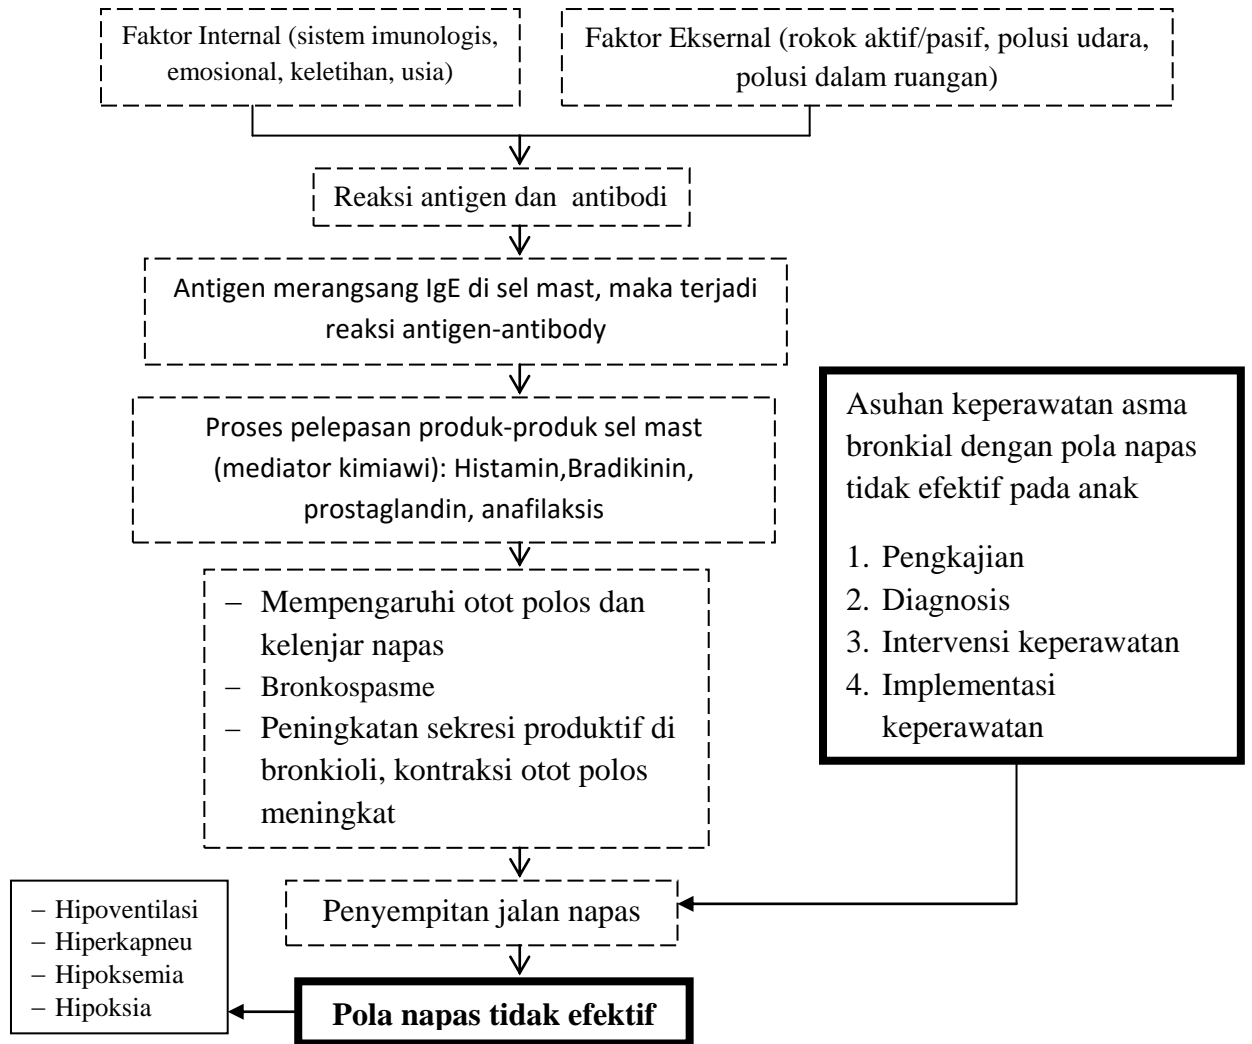 Faktor Internal (sistem imunologis,
emosional, keletihan, usia)
Faktor Eksernal (rokok aktif/pasif, polusi udara,
polusi dalam ruangan)
Reaksi antigen dan antibodi
Antigen merangsang IgE di sel mast, maka terjadi
reaksi antigen-antibody
Proses pelepasan produk-produk sel mast
(mediator kimiawi): Histamin,Bradikinin,
prostaglandin, anafilaksis
– Mempengaruhi otot polos dan
kelenjar napas
– Bronkospasme
– Peningkatan sekresi produktif di
bronkioli, kontraksi otot polos
meningkat
Asuhan keperawatan asma
bronkial dengan pola napas
tidak efektif pada anak
1. Pengkajian
2. Diagnosis
3. Intervensi keperawatan
4. Implementasi
keperawatan
Penyempitan jalan napas
– Hipoventilasi
– Hiperkapneu
– Hipoksemia
– Hipoksia
Pola napas tidak efektif